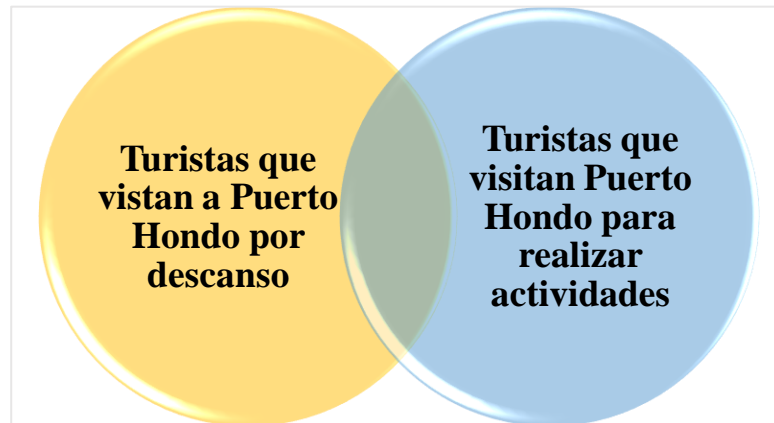 Turistas que
vistan a Puerto
Hondo por
descanso
Turistas que
visitan Puerto
Hondo para
realizar
actividades